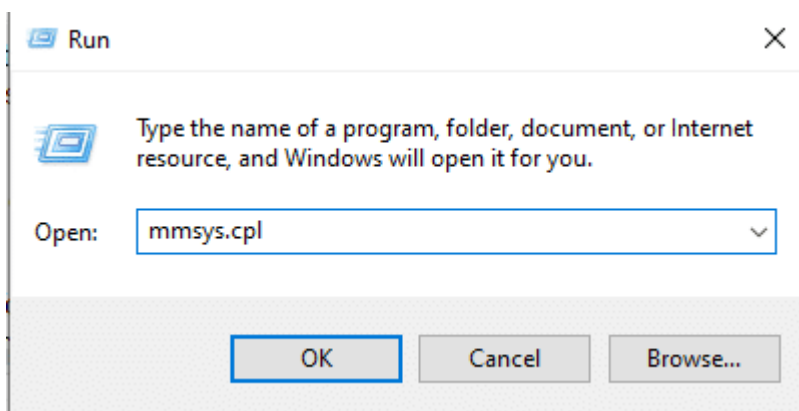 Run
Type the name of a program, folder, document, or Internet
resource, and Windows will open it for you.
Open: mmsys.cpl
OK Cancel Browse...